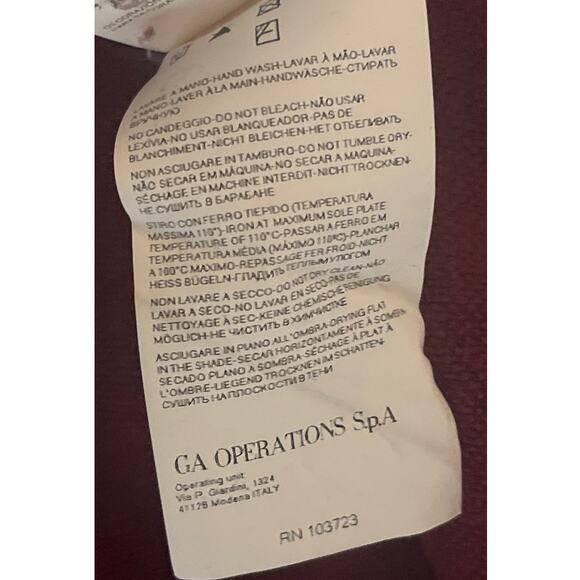 LAVARE A MANO-HAND WASH-LAVAR À MÃO-LAVAR
A MANO-LAVER À LA MAIN-HANDWÄSCHE-СТИРАТЬ
ВРУЧНУЮ
NO CANDEGGIO-DO NOT BLEACH-NÃO USAR
LEXÍVIA-NO USAR BLANQUEADOR-PAS DE
BLANCHIMENT-NICHT BLEICHEN-НЕТ ОТБЕЛИВАТЬ
NON ASCIUGARE IN TAMBURO-DO NOT TUMBLE DRY-
NÃO SECAR EM MÁQUINA-NO SECAR A MAQUINA-
SÉCHAGE EN MACHINE INTERDIT-NICHT TROCKNEN-
НЕ СУШИТЬ В БАРАБАНЕ
STIRO CON FERRO TIEPIDO (TEMPERATURA
MASSIMA 110°)-IRON AT MAXIMUM SOLE PLATE
TEMPERATURE OF 110°C-PASSAR A FERRO EM
TEMPERATURA MÉDIA (MÁXIMO 110ºC)-PLANCHAR
A 100°C MAXIMO-REPASSAGE FER FROID-NICHT
HEISS BÜGELN-ГЛАДИТЬ ТЕПЛЫМ УТЮГОМ
NON LAVARE A SECCO-DO NOT DRY CLEAN-NÃO
LAVAR A SECO-NO LAVAR EN SECO-PAS DE
NETTOYAGE À SEC-KEINE CHEMISCHEREINIGUNG
MÖGLICH-НЕ ЧИСТИТЬ В ХИМЧИСТКЕ
ASCIUGARE IN PIANO ALL'OMBRA-DRYING FLAT
IN THE SHADE-SECAR HORIZONTAMENTE À SOMBRA
SECADO PLANO A SOMBRA-SÉCHAGE À PLAT À
L'OMBRE-LIEGEND TROCKNEN IM SCHATTEN-
СУШИТЬ НА ПЛОСКОСТИ В ТЕНИ
GA OPERATIONS S.p.A
Operating unit:
Via P. Giardini, 1324
41126 Modena ITALY
RN 103723